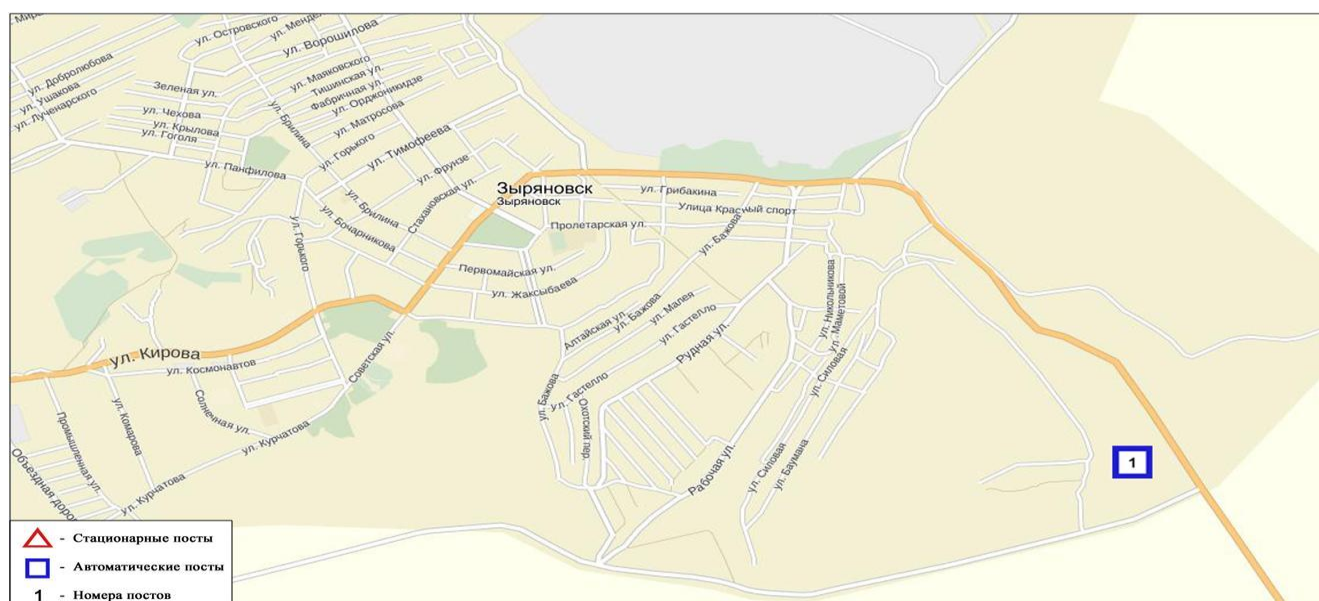 ул. Островского
ул. Ворошилова
ул. Добролюбова
ул. Ушакова
ул. Луначарского
Зеленая ул.
ул. Чехова
ул. Крылова
ул. Гоголя
ул. Маяковского
Тишинская ул.
Фабричная ул.
ул. Орджоникидзе
ул. Матросова
ул. Брилина
ул. Горького
ул. Тимофеева
ул. Панфилова
ул. Фрунзе
Стахановская ул.
Зыряновск
Зыряновск
ул. Грибакина
Улица Красный спорт
ул. Брилина
ул. Бочарникова
ул. Горького
Пролетарская ул.
ул. Бажова
Первомайская ул.
ул. Жаксыбаева
ул. Никольникова
ул. Маметовой
Алтайская ул.
ул. Бажова
ул. Малея
ул. Гастелло
Рудная ул.
ул. Кирова
ул. Космонавтов
Советская ул.
ул. Силовая
Солнечная ул.
ул. Комарова
Промышленная ул.
ул. Бажова
ул. Гастелло
Охотский пер.
ул. Курчатова
ул. Курчатова
Объездная дорог
Рабочая ул.
ул. Силовая
ул. Баумана
1
- Стационарные посты
- Автоматические посты
1 - Номера постов